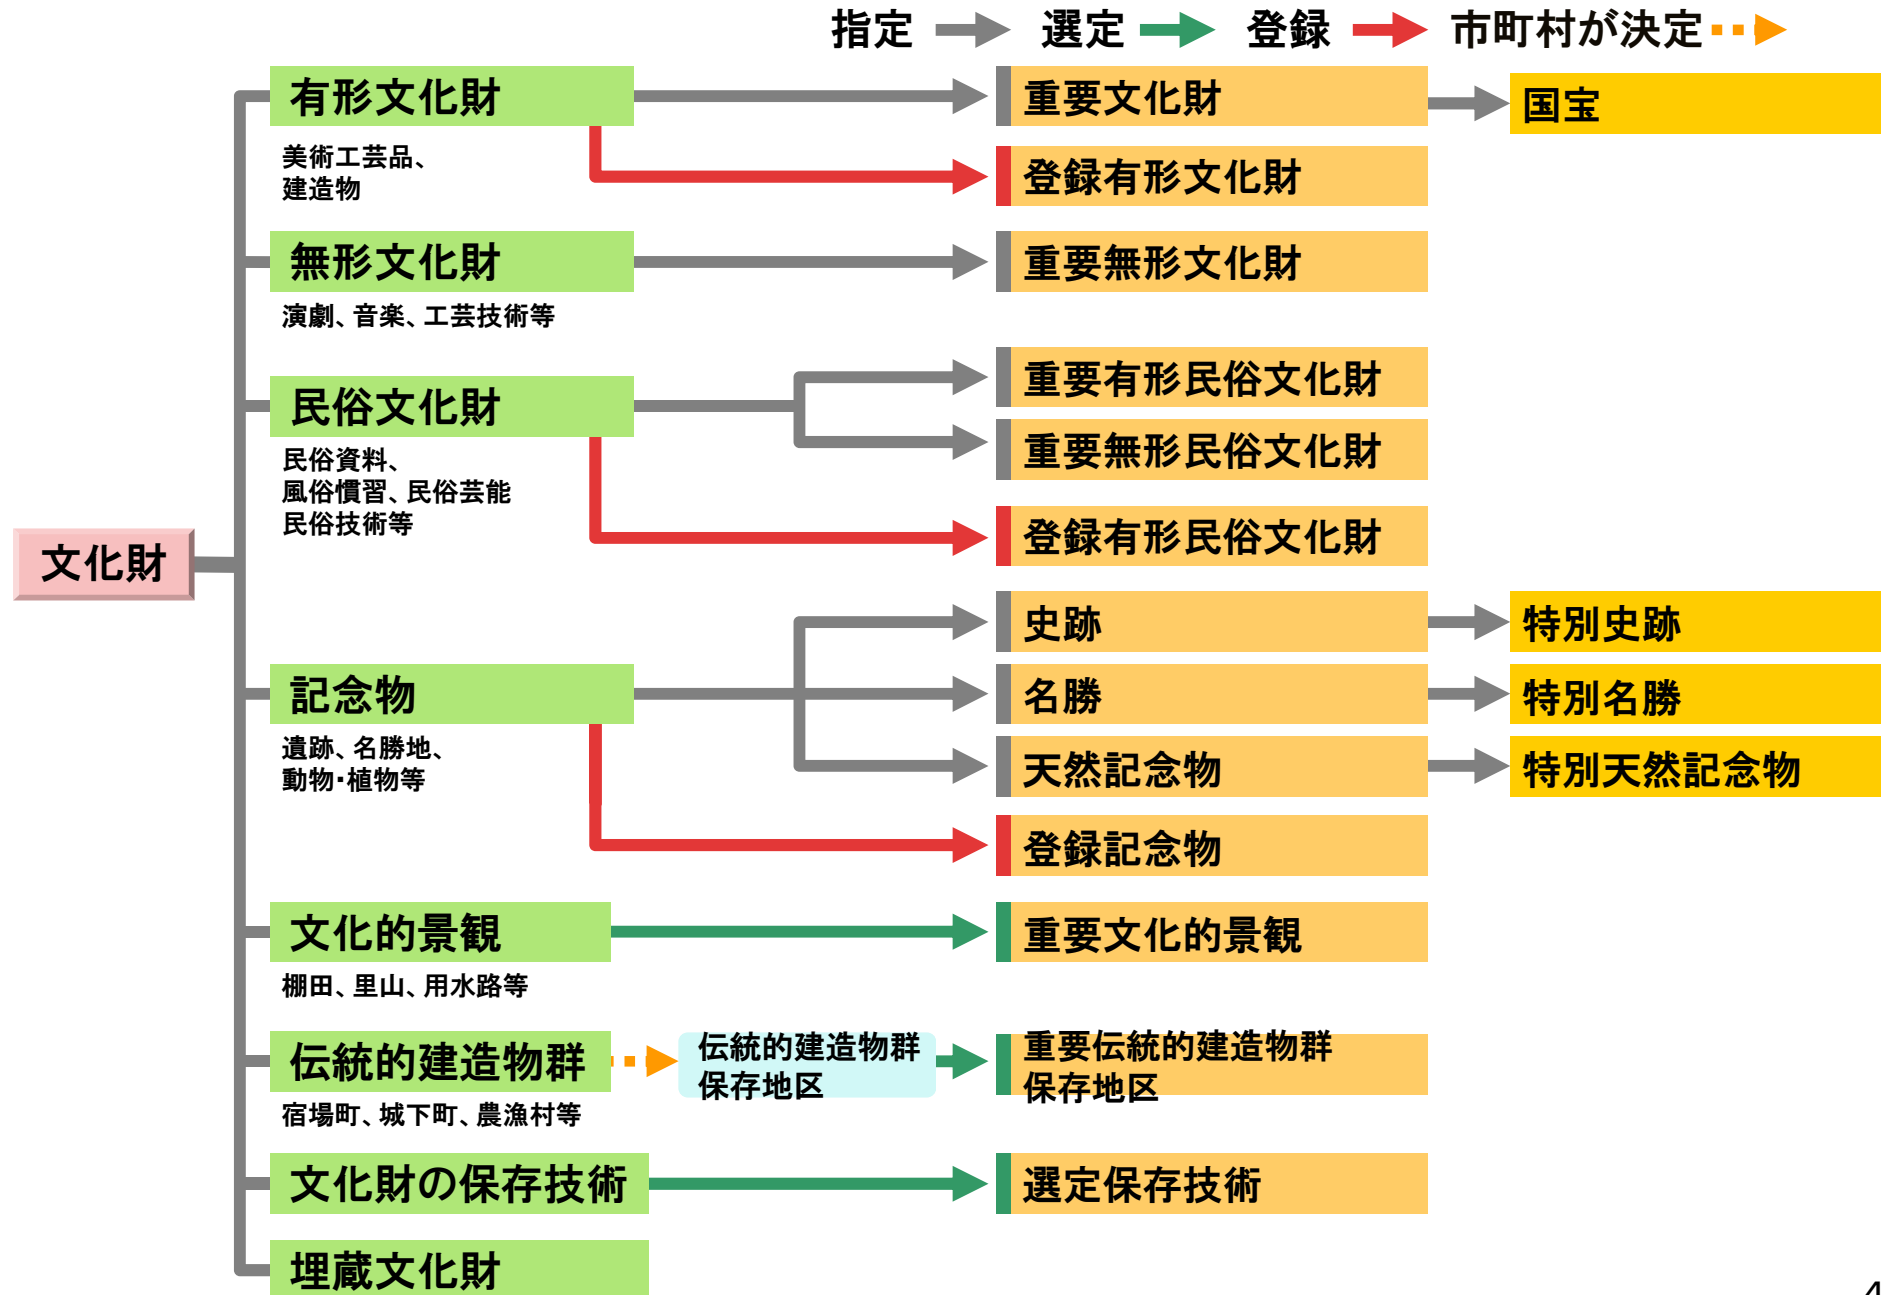 指定 選定 登録 市町村が決定
有形文化財
重要文化財
国宝
美術工芸品、
建造物
登録有形文化財
無形文化財
重要無形文化財
演劇、音楽、工芸技術等
民俗文化財
重要有形民俗文化財
重要無形民俗文化財
民俗資料、
風俗慣習、民俗芸能
民俗技術等
登録有形民俗文化財
文化財
記念物
史跡
特別史跡
名勝
特別名勝
天然記念物
特別天然記念物
遺跡、名勝地、
動物・植物等
登録記念物
文化的景観
重要文化的景観
棚田、里山、用水路等
伝統的建造物群
伝統的建造物群
保存地区
重要伝統的建造物群
保存地区
宿場町、城下町、農漁村等
文化財の保存技術
選定保存技術
埋蔵文化財
4